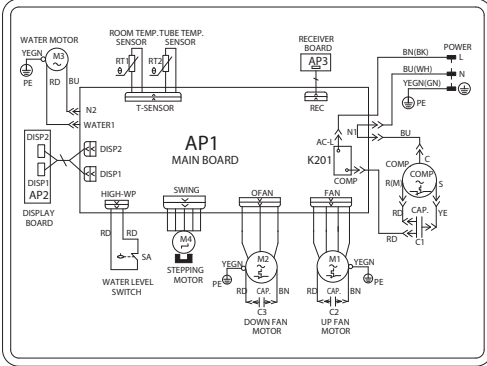 ROOM TEMP. TUBE TEMP.
SENSOR SENSOR
RT1 RT2
θ θ
T-SENSOR
WATER MOTOR
YEGN M3
PE
RD BU
N2
WATER1
RECEIVER
BOARD
AP3
REC
BN(BK) POWER
L
BU(WH)
N
YEGN(GN)
PE
AP1
MAIN BOARD
AC-L
N1
K201
COMP
BU
C
COMP COMP
R(M) S
RD CAP. YE
RD C1
DISP2
DISP1
AP2
DISPLAY
BOARD
DISP2
DISP1
HIGH-WP
RD RD
SA
WATER LEVEL
SWITCH
SWING
M4
STEPPING
MOTOR
OFAN
YEGN M2
PE
RD CAP. BN
C3
DOWN FAN
MOTOR
FAN
M1 YEGN
PE
RD CAP. BN
C2
UP FAN
MOTOR